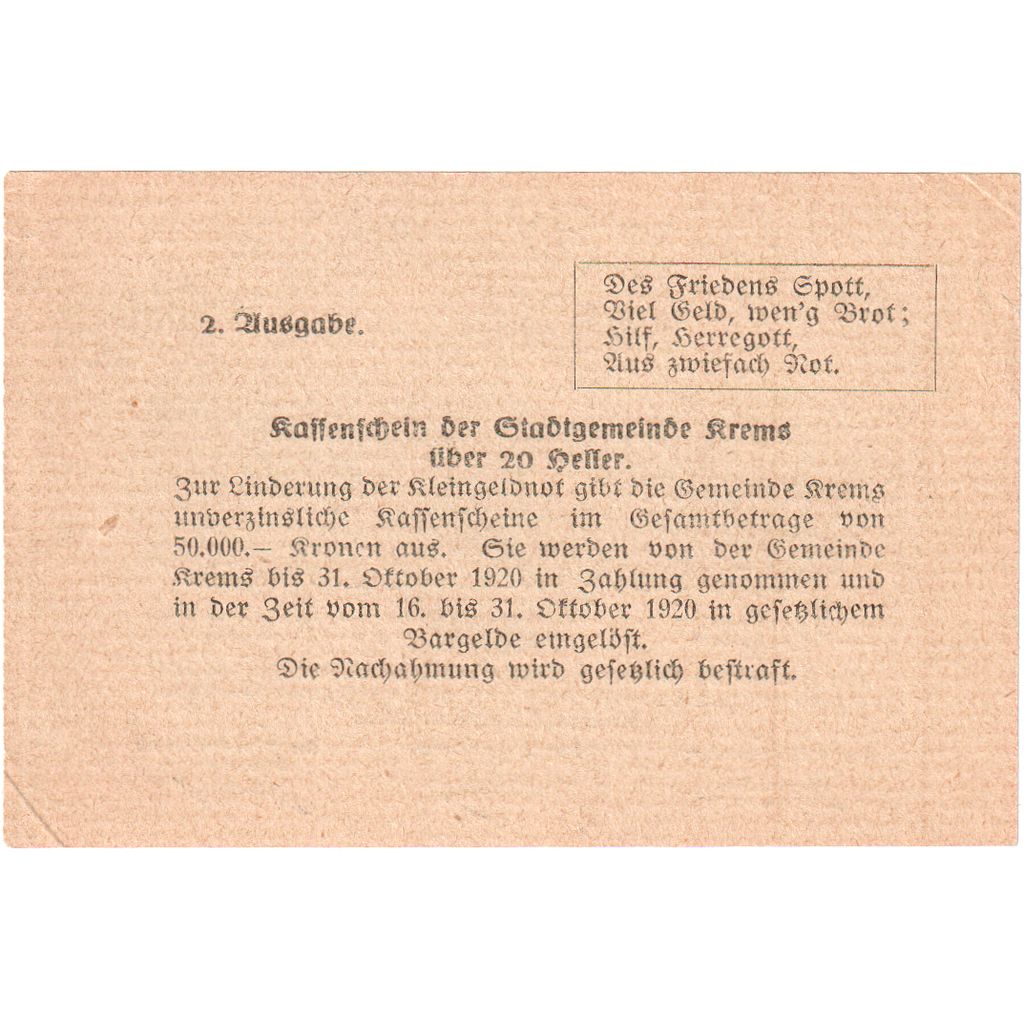 2. Ausgabe.
Des Friedens Spott,
Viel Geld, wen'g Brot;
Hilf, Herregott,
Aus zwiefach Not.
Kassenschein der Stadtgemeinde Krems
über 20 Heller.
Zur Linderung der Kleingeldnot gibt die Gemeinde Krems
unverzinsliche Kassenscheine im Gesamtbetrage von
50.000.— Kronen aus. Sie werden von der Gemeinde
Krems bis 31. Oktober 1920 in Zahlung genommen und
in der Zeit vom 16. bis 31. Oktober 1920 in gesetzlichem
Bargelde eingelöst.
Die Nachahmung wird gesetzlich bestraft.